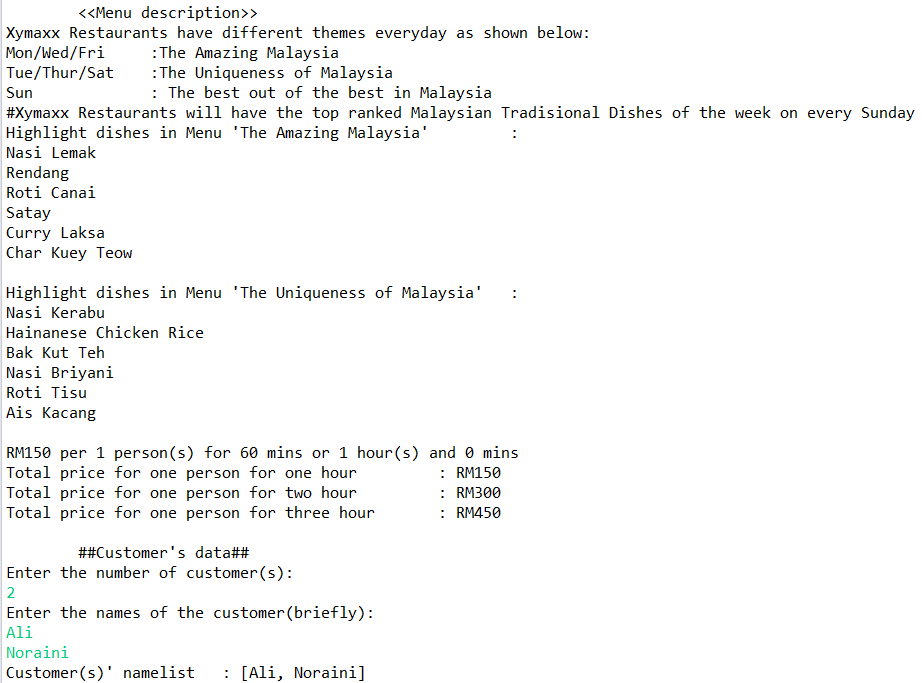 <<Menu description>>
Xymaxx Restaurants have different themes everyday as shown below:
Mon/Wed/Fri     :The Amazing Malaysia
Tue/Thur/Sat    :The Uniqueness of Malaysia
Sun             : The best out of the best in Malaysia
#Xymaxx Restaurants will have the top ranked Malaysian Tradisional Dishes of the week on every Sunday
Highlight dishes in Menu 'The Amazing Malaysia'         :
Nasi Lemak
Rendang
Roti Canai
Satay
Curry Laksa
Char Kuey Teow
Highlight dishes in Menu 'The Uniqueness of Malaysia'   :
Nasi Kerabu
Hainanese Chicken Rice
Bak Kut Teh
Nasi Briyani
Roti Tisu
Ais Kacang
RM150 per 1 person(s) for 60 mins or 1 hour(s) and 0 mins
Total price for one person for one hour         : RM150
Total price for one person for two hour         : RM300
Total price for one person for three hour       : RM450
##Customer's data##
Enter the number of customer(s):
2
Enter the names of the customer(briefly):
Ali
Noraini
Customer(s)' namelist   : [Ali, Noraini]